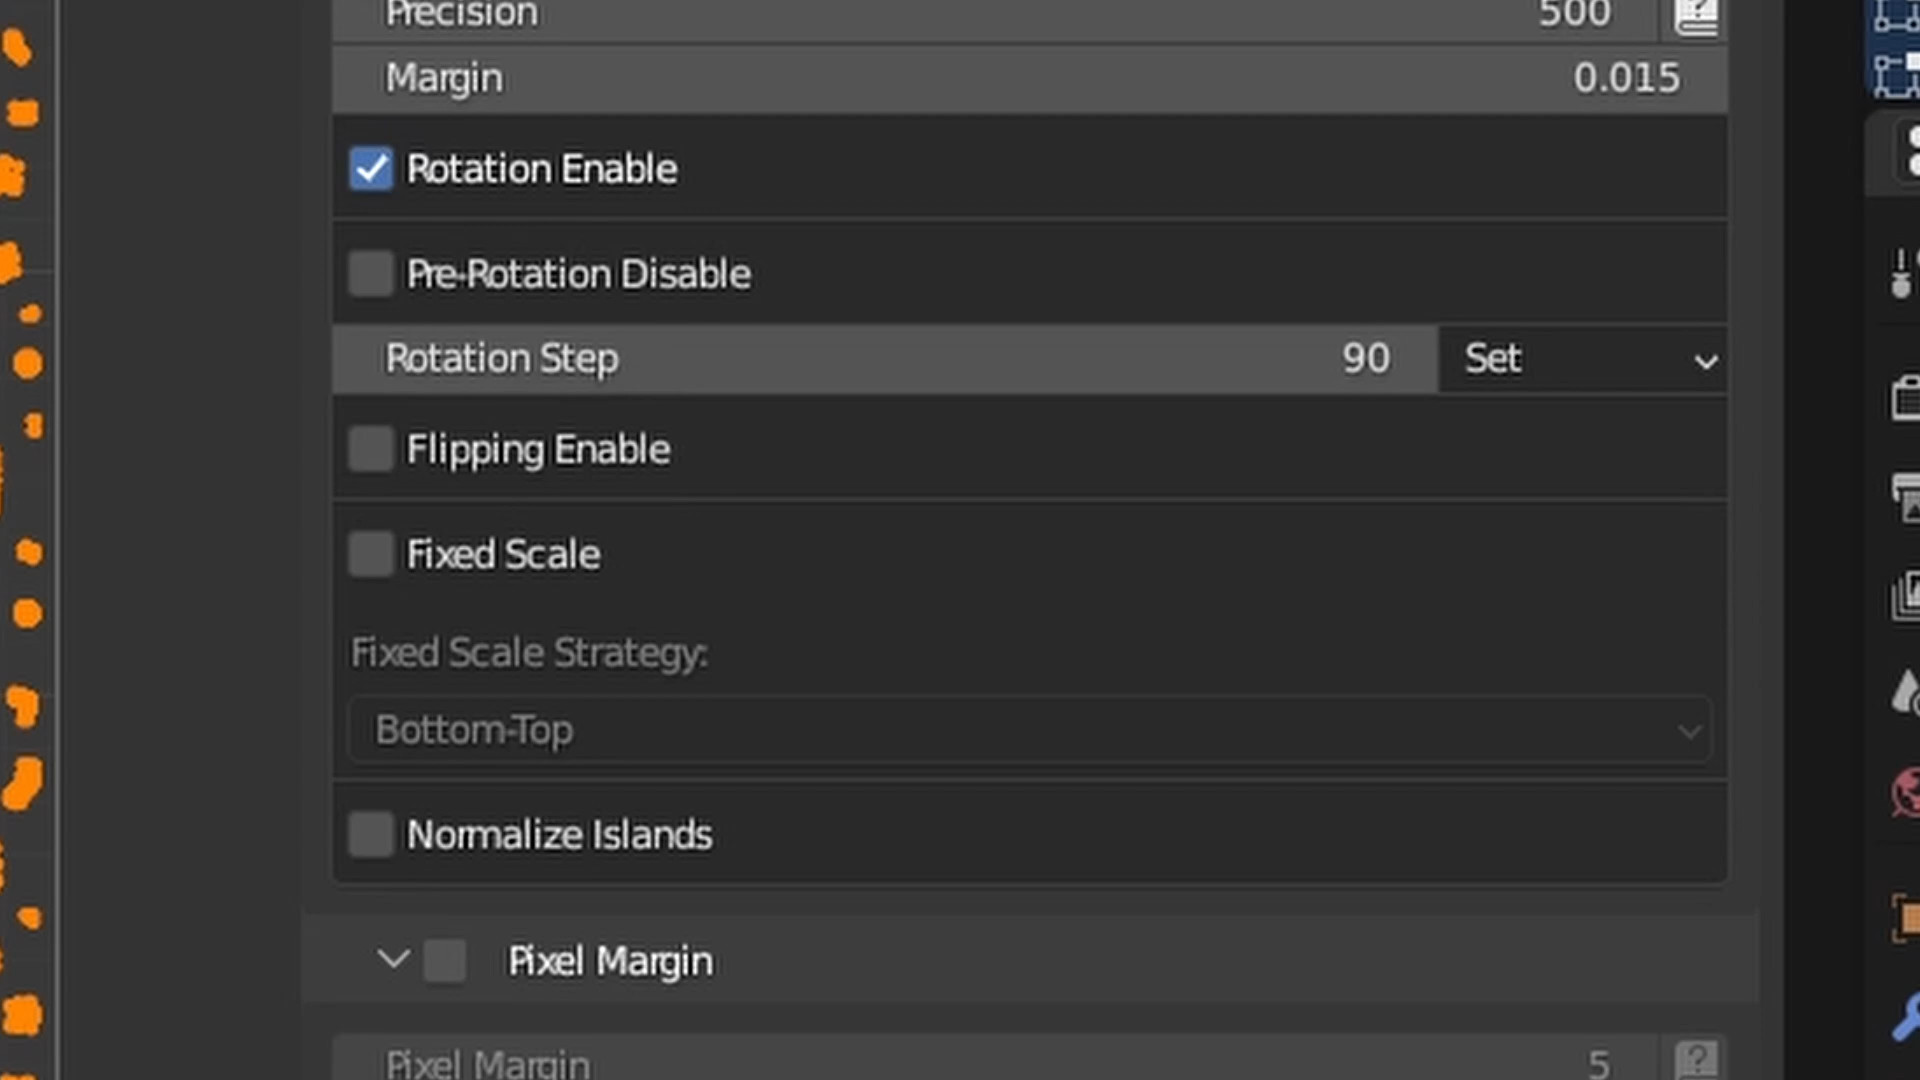 Precision 500
Margin 0.015
Rotation Enable
Pre-Rotation Disable
Rotation Step 90 Set
Flipping Enable
Fixed Scale
Fixed Scale Strategy:
Bottom-Top
Normalize Islands
Pixel Margin
Pixel Margin 5